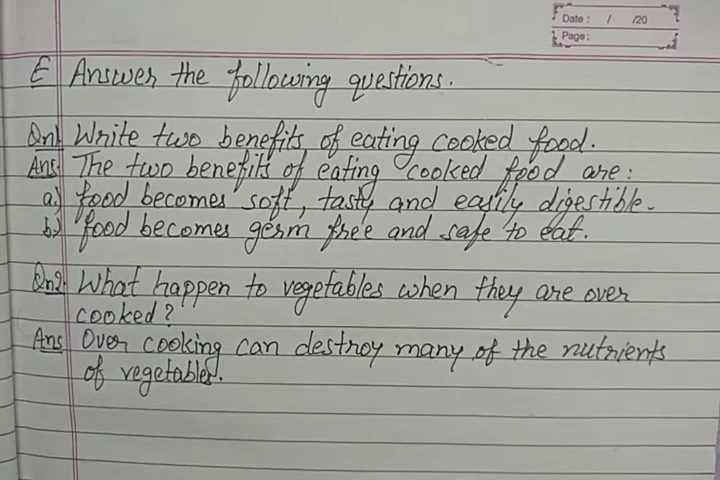 Date : / /20
Page:
E Answer the following questions.
Qn1. Write two benefits of eating cooked food.
Ans. The two benefits of eating cooked food are :
a.) food becomes soft, tasty and easily digestible.
b.) food becomes germ free and safe to eat.
Qn2. What happen to vegetables when they are over
cooked?
Ans Over cooking can destroy many of the nutrients
of vegetables.